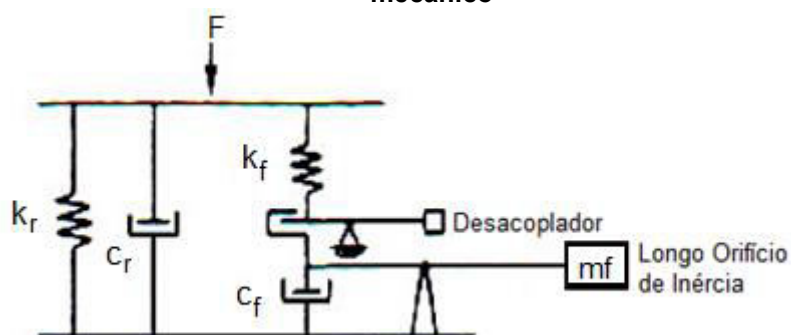 mecânico
F
k_f
k_r
c_r
Desacoplador
mf
Longo Orifício
de Inércia
c_f